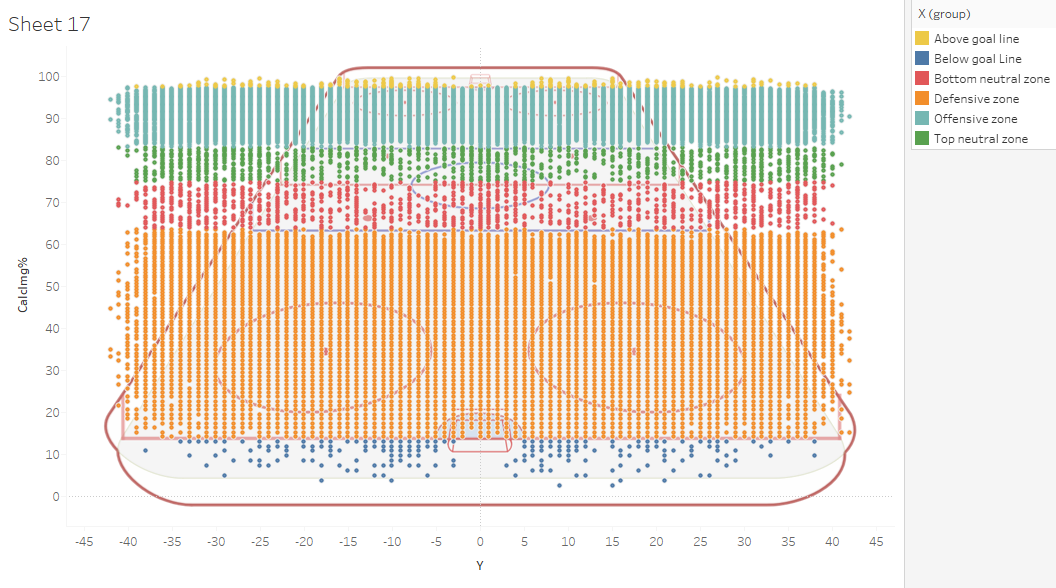 Sheet 17
X (group)
Above goal line
Below goal Line
Bottom neutral zone
Defensive zone
Offensive zone
Top neutral zone
CalcImg%
100
90
80
70
60
50
40
30
20
10
0
-45 -40 -35 -30 -25 -20 -15 -10 -5 0 5 10 15 20 25 30 35 40 45
Y